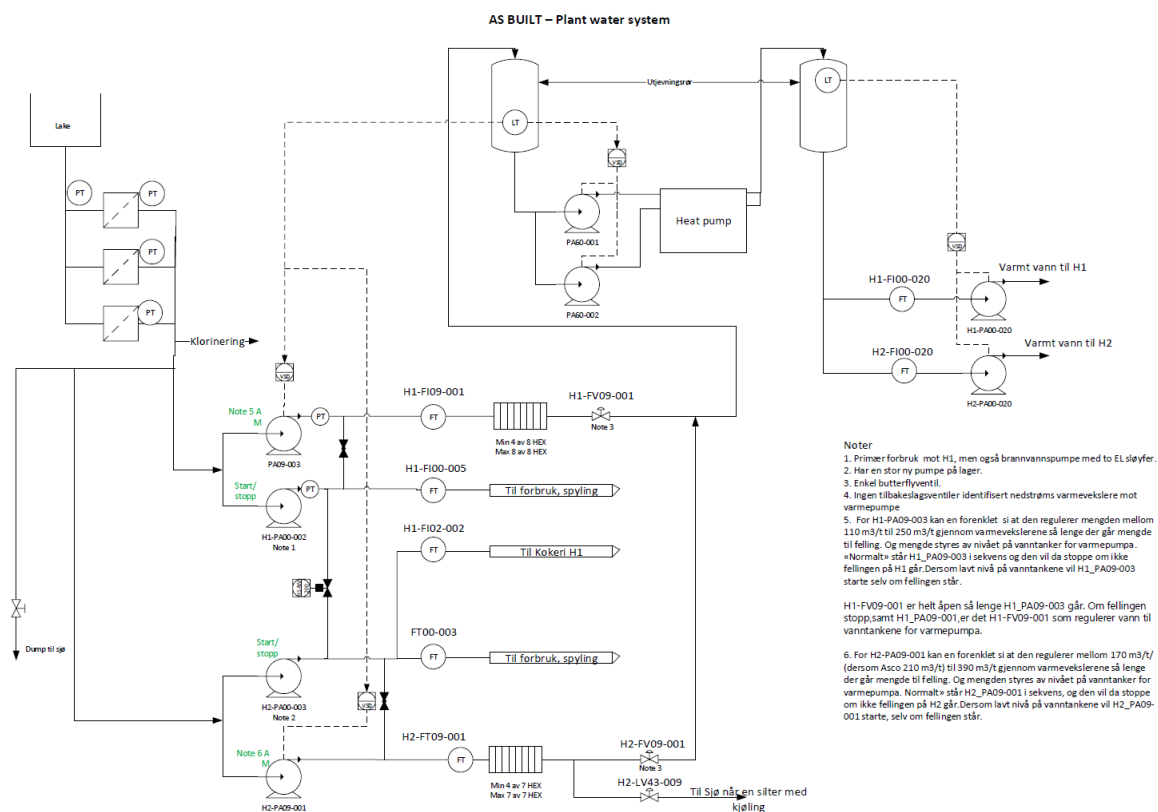 AS BUILT – Plant water system
Lake
PT
PT
PT
PT
LT
Utjevningsrør
LT
VSD
VSD
Heat pump
PA60-001
PA60-002
Klorinering
Dump til sjø
VSD
Note 5 A
M
PA09-003
PT
H1-FI09-001
FT
Min 4 av 8 HEX
Max 8 av 8 HEX
H1-FV09-001
Note 3
Start/
stopp
H1-PA00-002
Note 1
PT
H1-FI00-005
FT
Til forbruk, spyling
H1-FI02-002
FT
Til Kokeri H1
Start/
stopp
H2-PA00-003
Note 2
FT00-003
FT
Til forbruk, spyling
VSD
Note 6 A
M
H2-PA09-001
H2-FT09-001
FT
Min 4 av 7 HEX
Max 7 av 7 HEX
H2-FV09-001
Note 3
H2-LV43-009
Til Sjø når en silter med
kjøling
H1-FI00-020
FT
H1-PA00-020
Varmt vann til H1
H2-FI00-020
FT
H2-PA00-020
Varmt vann til H2
Noter
1. Primær forbruk mot H1, men også brannvannspumpe med to EL sløyfer.
2. Har en stor ny pumpe på lager.
3. Enkel butterflyventil.
4. Ingen tilbakeslagsventiler identifisert nedstrøms varmevekslere mot
varmepumpe
5. For H1-PA09-003 kan en forenklet si at den regulerer mengden mellom
110 m3/t til 250 m3/t gjennom varmevekslerene så lenge der går mengde
til felling. Og mengde styres av nivået på vanntanker for varmepumpa.
«Normalt» står H1_PA09-003 i sekvens og den vil da stoppe om ikke
fellingen på H1 går.Dersom lavt nivå på vanntankene vil H1_PA09-003
starte selv om fellingen står.
H1-FV09-001 er helt åpen så lenge H1_PA09-003 går. Om fellingen
stopp,samt H1_PA09-001,er det H1-FV09-001 som regulerer vann til
vanntankene for varmepumpa.
6. For H2-PA09-001 kan en forenklet si at den regulerer mellom 170 m3/t/
(dersom Asco 210 m3/t) til 390 m3/t gjennom varmevekslerene så lenge
der går mengde til felling. Og mengden styres av nivået på vanntanker for
varmepumpa. Normalt» står H2_PA09-001 i sekvens, og den vil da stoppe
om ikke fellingen på H2 går.Dersom lavt nivå på vanntankene vil H2_PA09-
001 starte, selv om fellingen står.